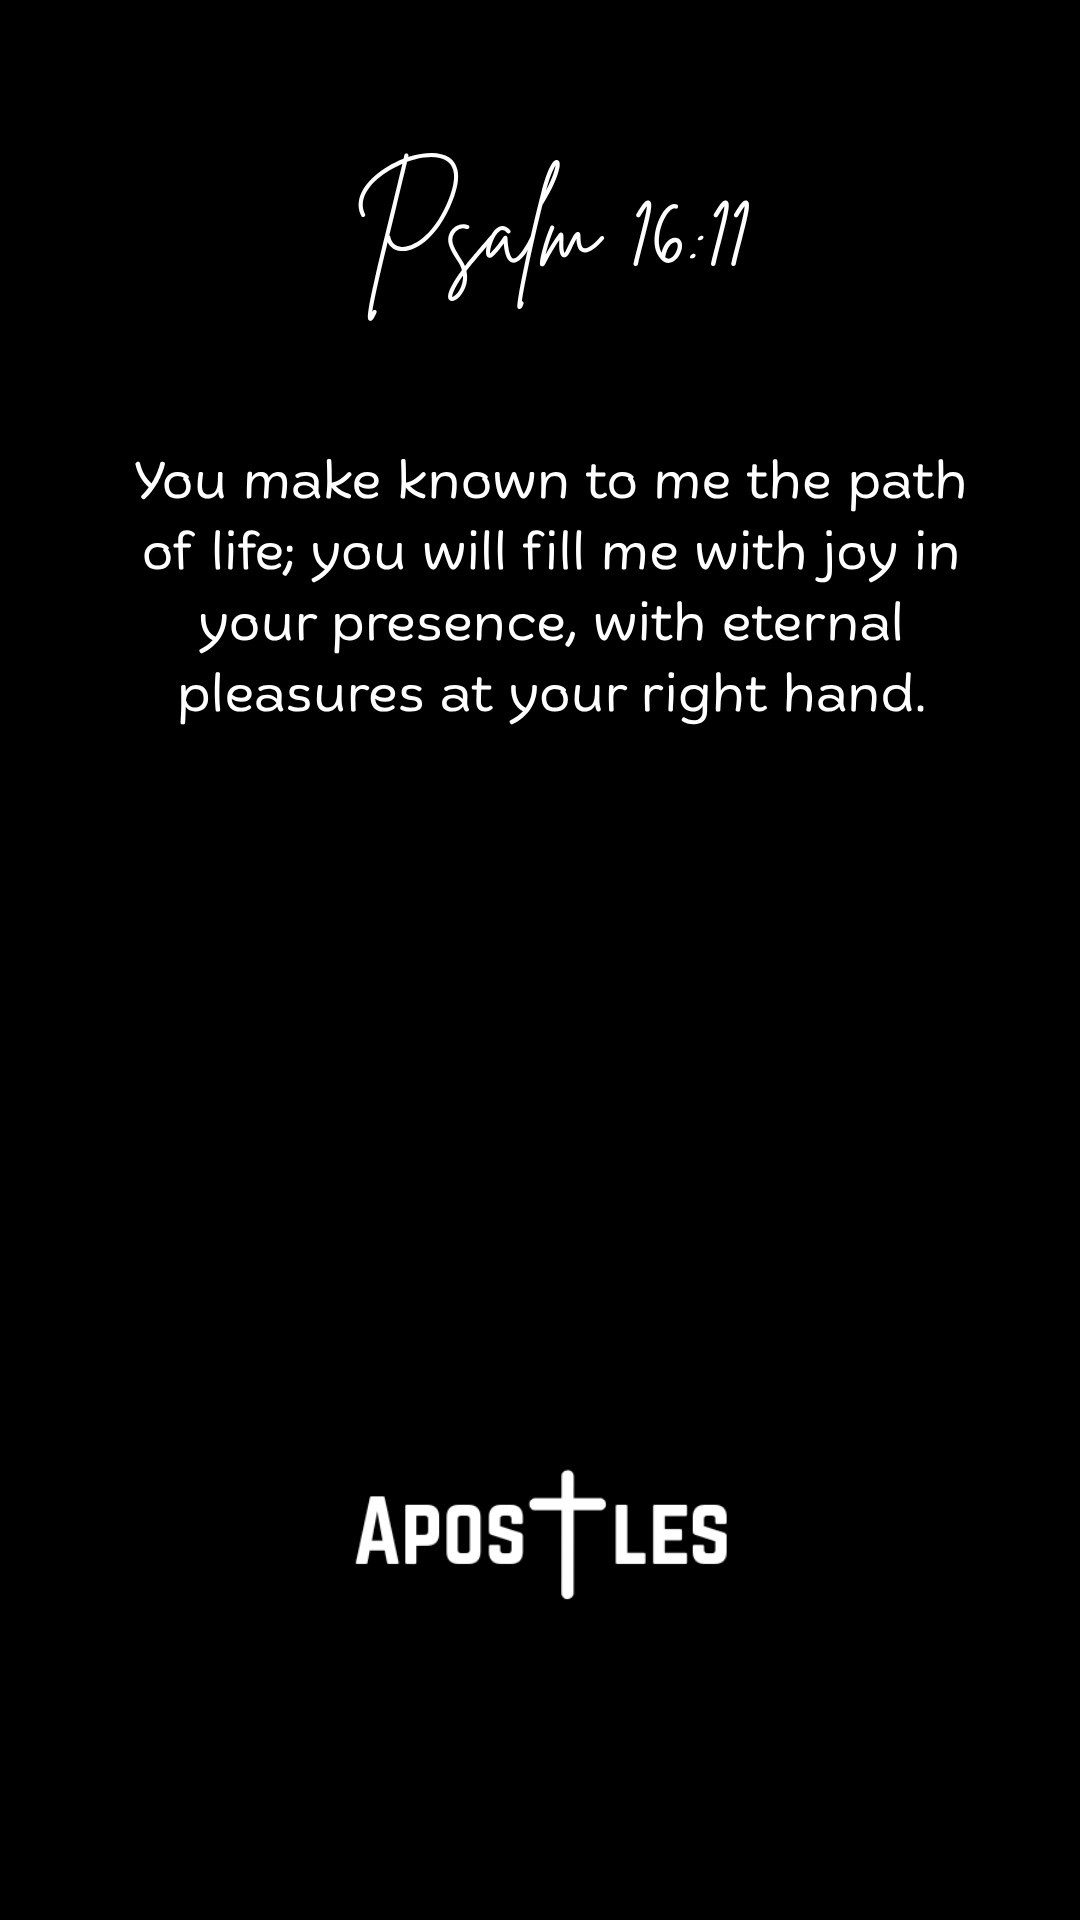 Psalm 16:11
You make known to me the path
of life; you will fill me with joy in
your presence, with eternal
pleasures at your right hand.
APOSTLES